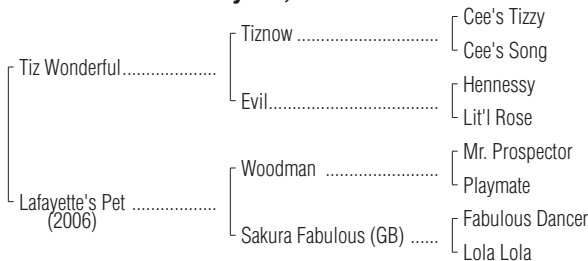 Cee's Tizzy
Tiznow
Cee's Song
Tiz Wonderful
Hennessy
Evil
Lit'l Rose
Mr. Prospector
Woodman
Playmate
Lafayette's Pet
(2006)
Fabulous Dancer
Sakura Fabulous (GB)
Lola Lola